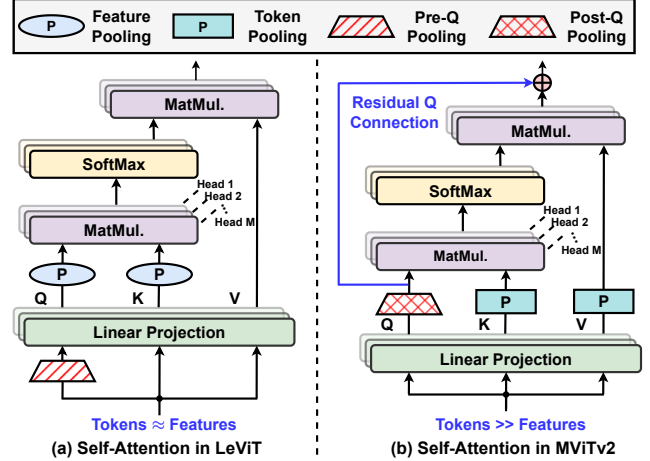 P Feature Pooling
P Token Pooling
Pre-Q Pooling
Post-Q Pooling
MatMul.
SoftMax
Head 1
Head 2
Head M
MatMul.
P
P
Q
K
V
Linear Projection
Tokens ≈ Features
(a) Self-Attention in LeViT
Residual Q
Connection
MatMul.
SoftMax
Head 1
Head 2
Head M
MatMul.
P
P
Q
K
V
Linear Projection
Tokens >> Features
(b) Self-Attention in MViTv2